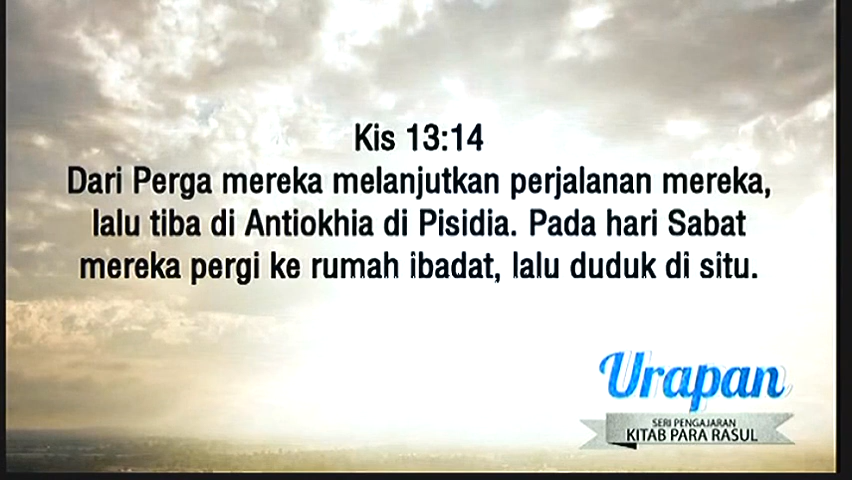 Kis 13:14
Dari Perga mereka melanjutkan perjalanan mereka,
lalu tiba di Antiokhia di Pisidia. Pada hari Sabat
mereka pergi ke rumah ibadat, lalu duduk di situ.
Urapan
SERI PENGAJARAN
KITAB PARA RASUL